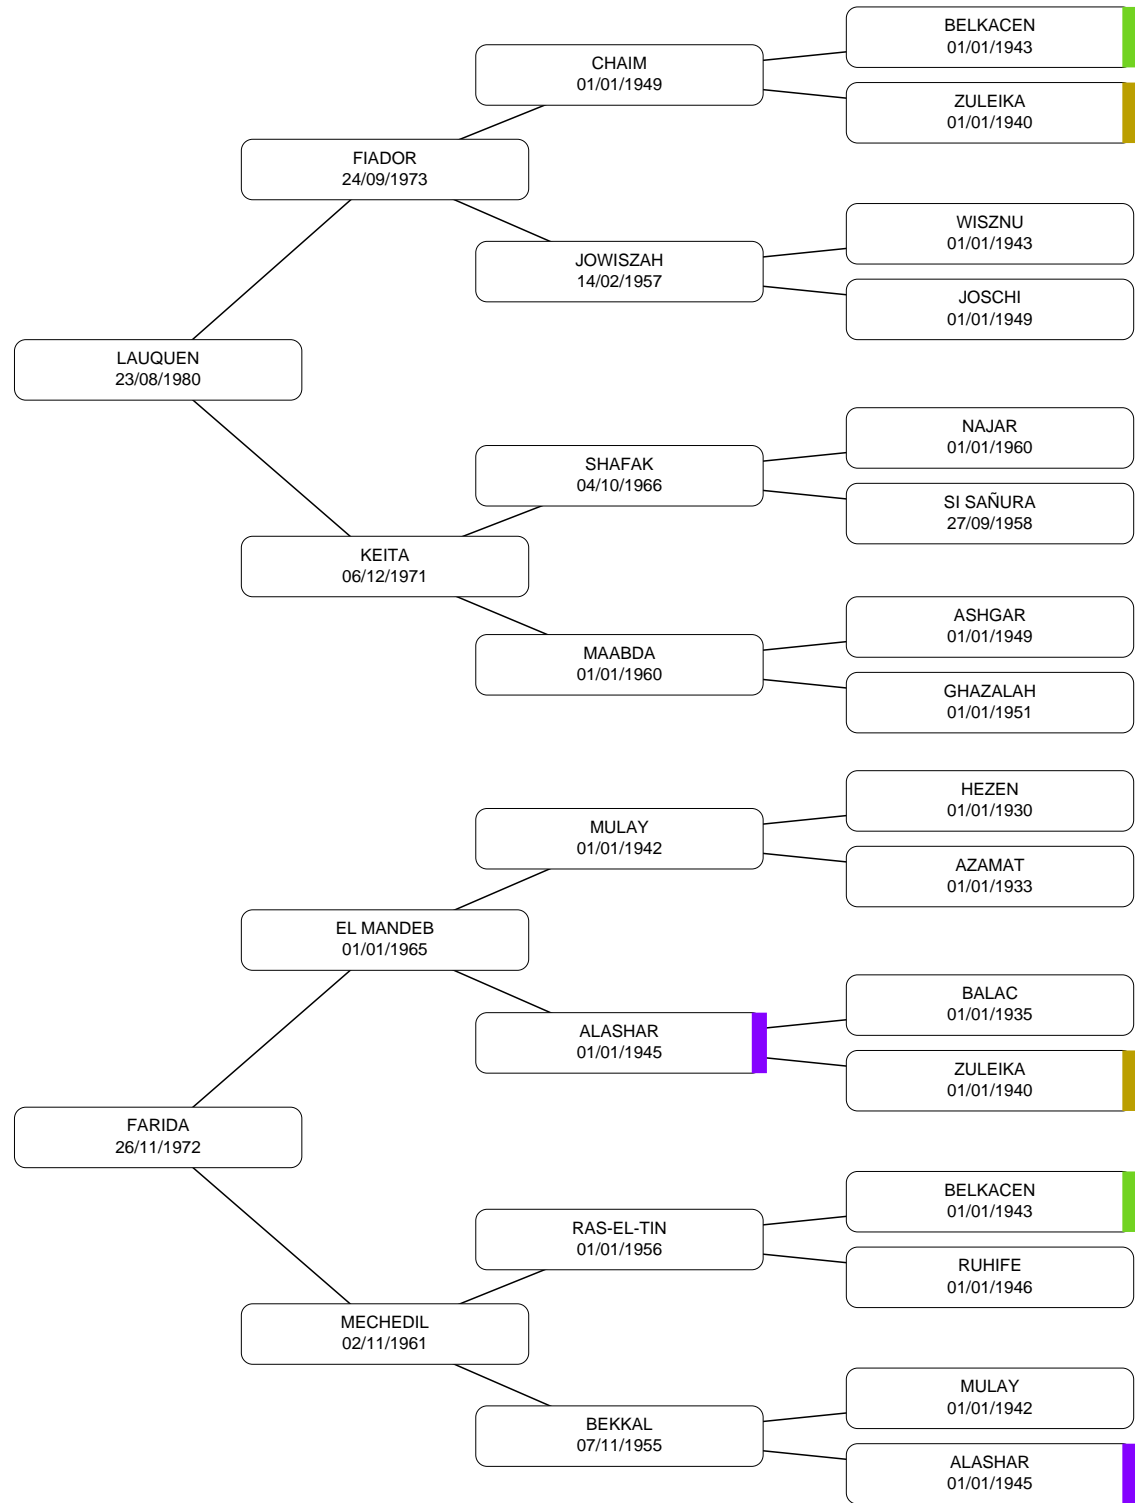 BELKACEN
01/01/1943
CHAIM
01/01/1949
ZULEIKA
01/01/1940
FIADOR
24/09/1973
WISZNU
01/01/1943
JOWISZAH
14/02/1957
JOSCHI
01/01/1949
LAUQUEN
23/08/1980
NAJAR
01/01/1960
SHAFAK
04/10/1966
SI SAÑURA
27/09/1958
KEITA
06/12/1971
ASHGAR
01/01/1949
MAABDA
01/01/1960
GHAZALAH
01/01/1951
HEZEN
01/01/1930
MULAY
01/01/1942
AZAMAT
01/01/1933
EL MANDEB
01/01/1965
BALAC
01/01/1935
ALASHAR
01/01/1945
ZULEIKA
01/01/1940
FARIDA
26/11/1972
BELKACEN
01/01/1943
RAS-EL-TIN
01/01/1956
RUHIFE
01/01/1946
MECHEDIL
02/11/1961
MULAY
01/01/1942
BEKKAL
07/11/1955
ALASHAR
01/01/1945